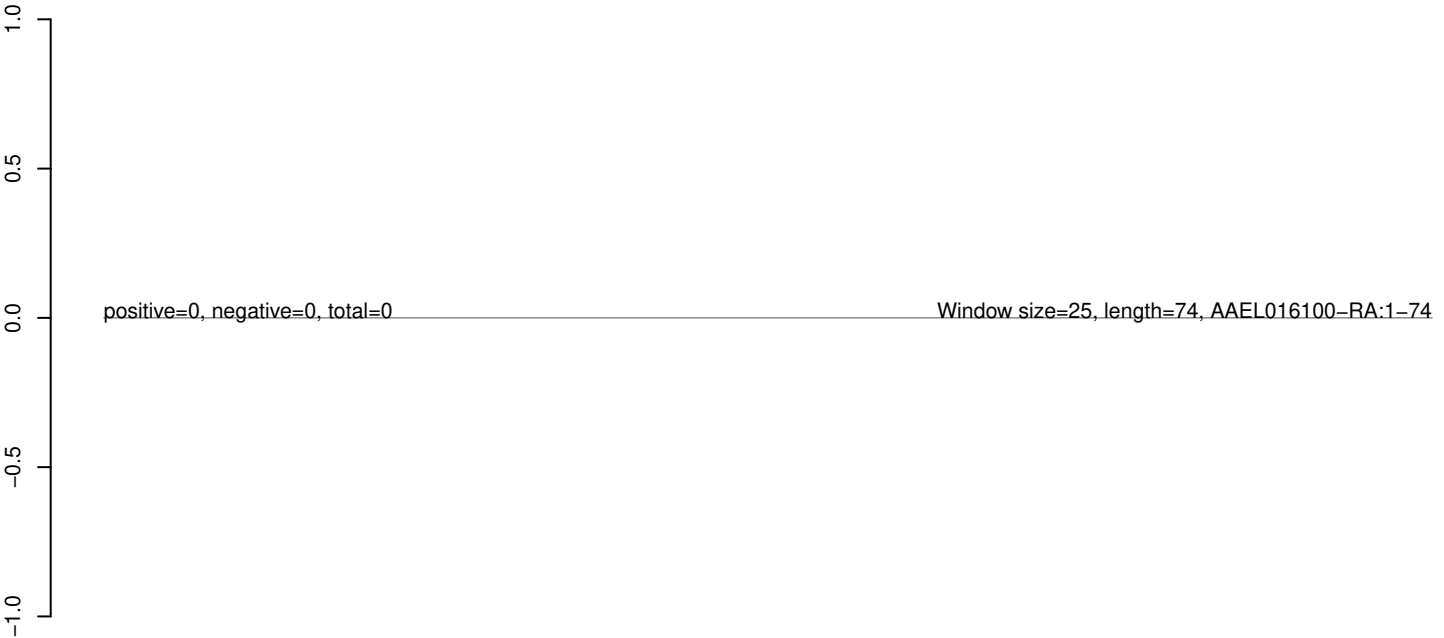 1.0
0.5
0.0
positive=0, negative=0, total=0
Window size=25, length=74, AAEL016100−RA:1−74
−0.5
−1.0